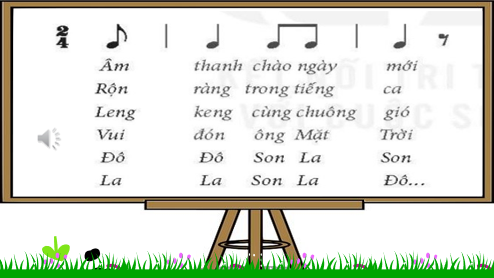 2
4
Âm thanh chào ngày mới
Rộn ràng trong tiếng ca
Leng keng cùng chuông gió
Vui đón ông Mặt Trời
Đô Đô Son La Son
La La Son La Đô...